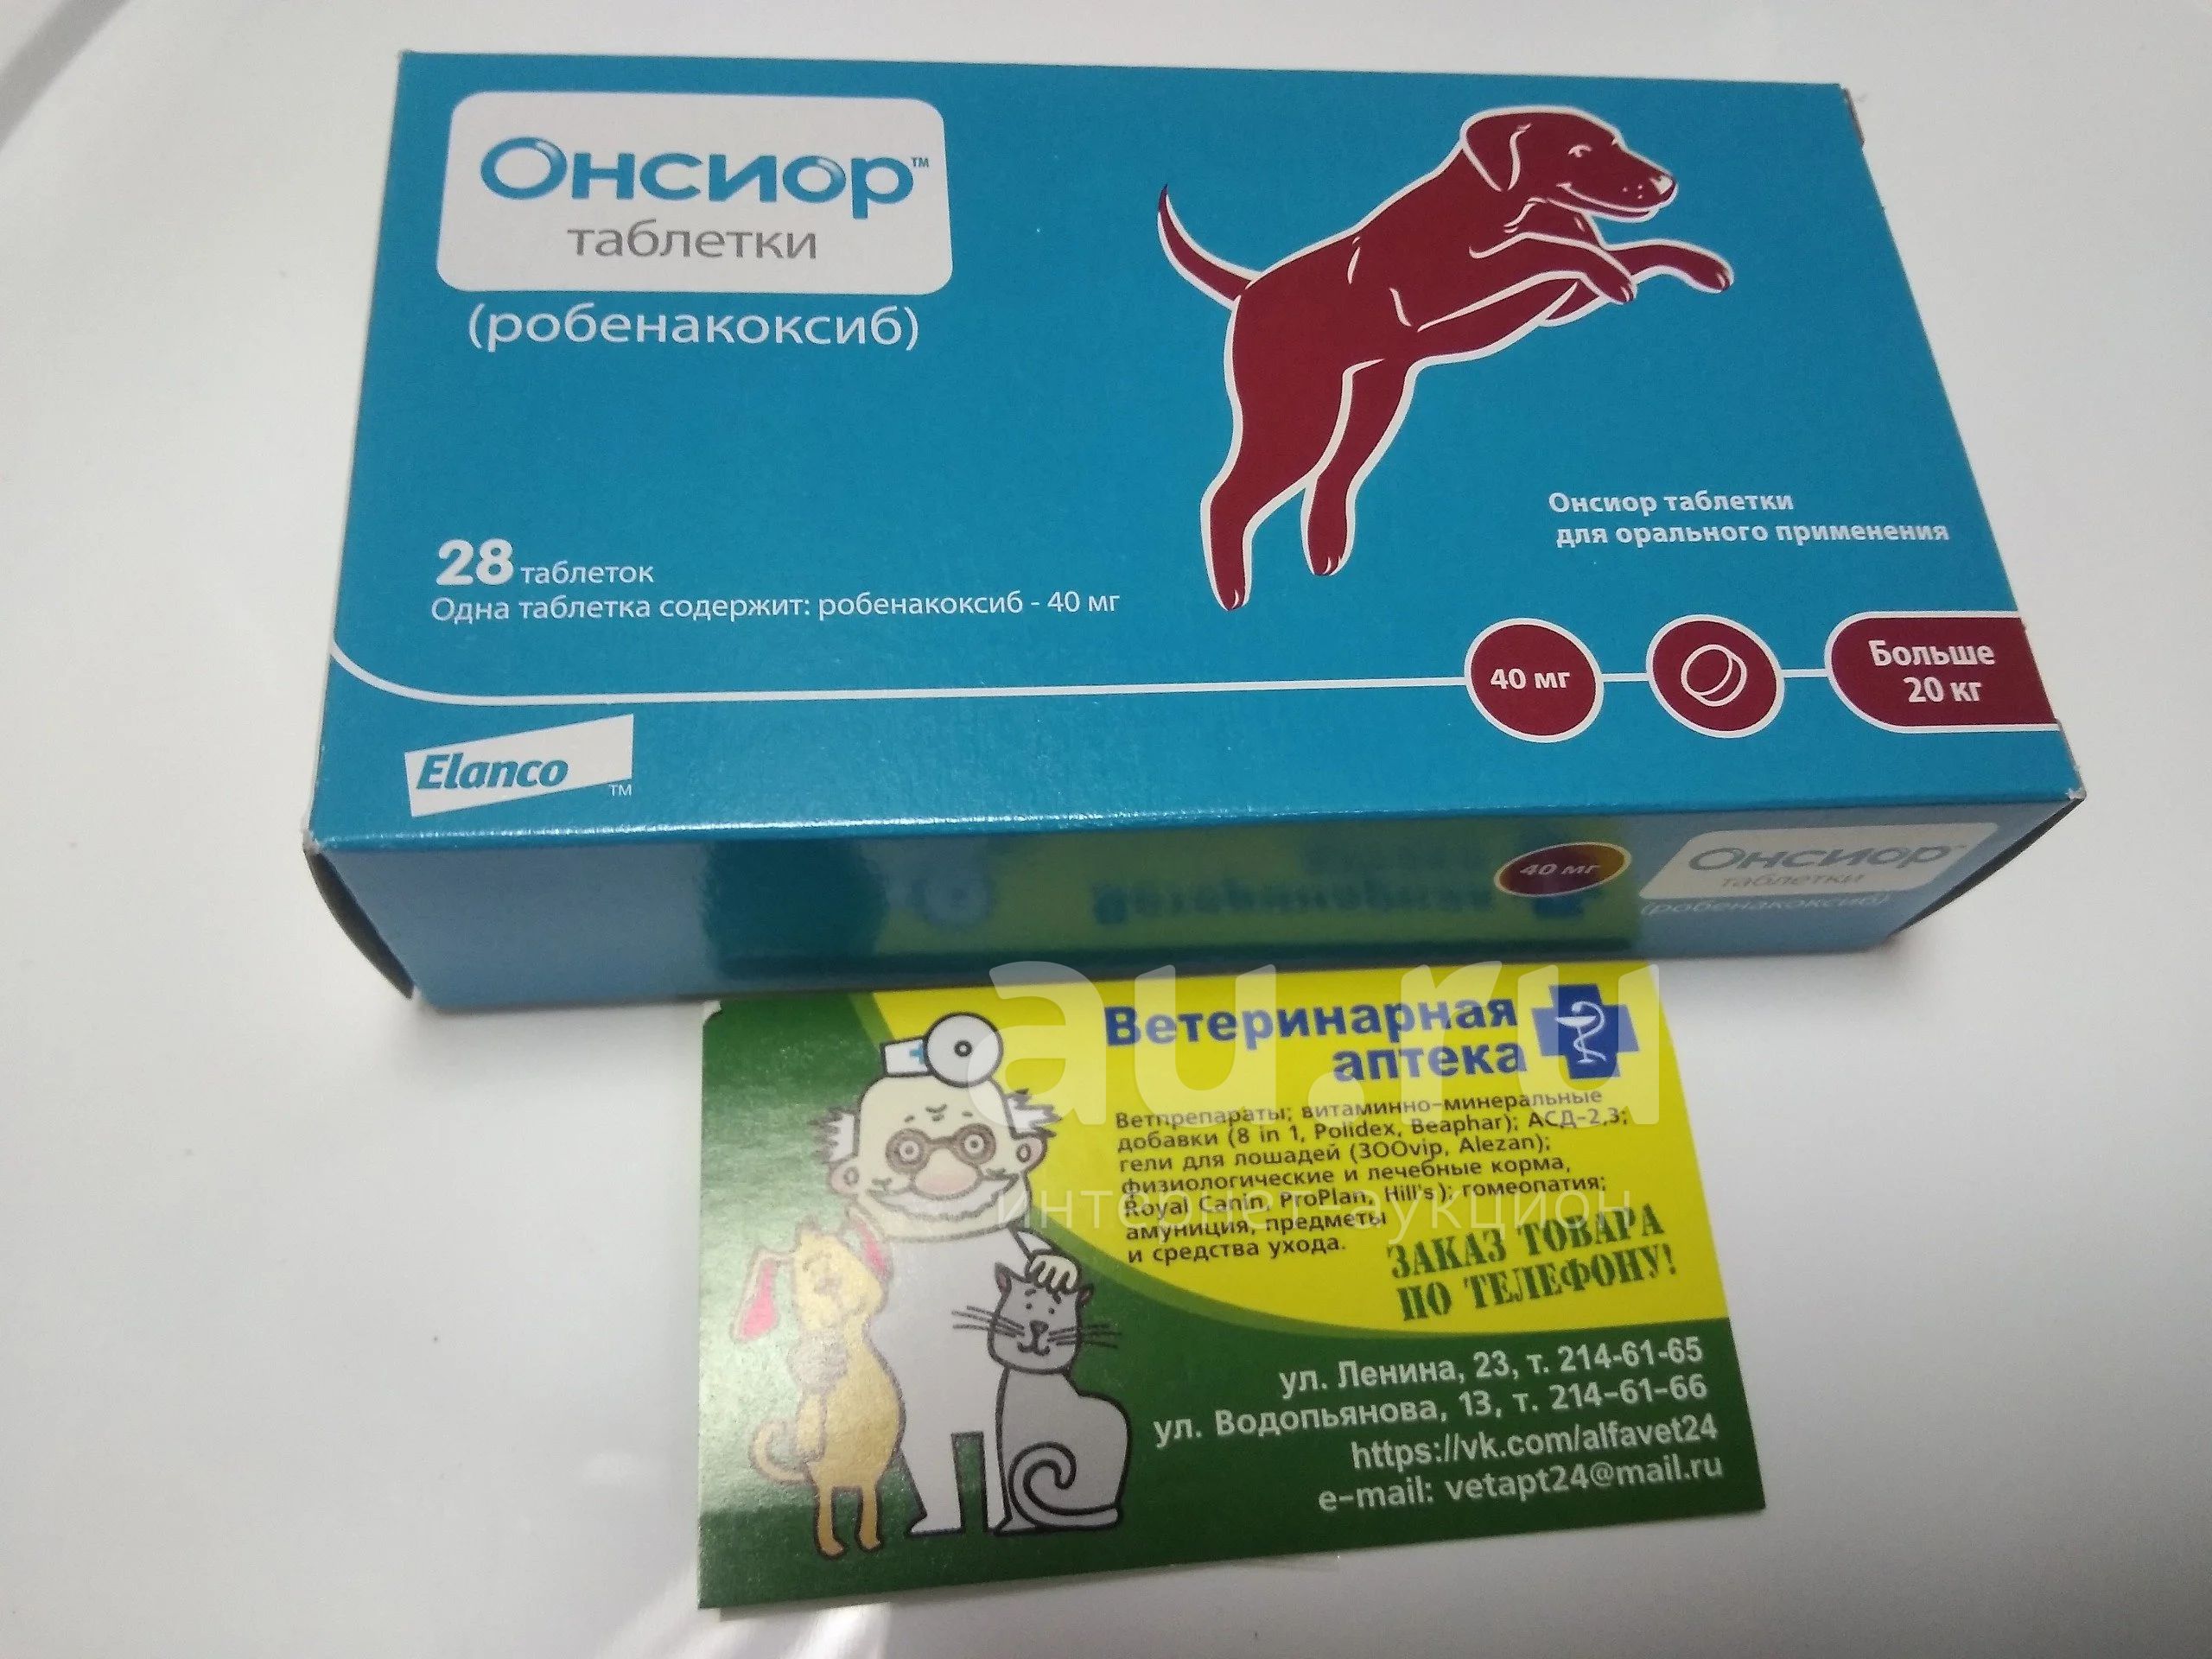 Онсиор™
таблетки
(робенакоксиб)
Онсиор таблетки
для орального применения
28 таблеток
Одна таблетка содержит: робенакоксиб - 40 мг
40 мг
Больше
20 кг
Elanco™
40 мг
Онсиор™
таблетки
(робенакоксиб)
au.ru
интернет-аукцион
Ветеринарная
аптека
Ветпрепараты; витаминно-минеральные
добавки (8 in 1, Polidex, Beaphar); АСД-2,3;
гели для лошадей (ЗООvip, Alezan);
физиологические и лечебные корма,
Royal Canin, ProPlan, Hill's); гомеопатия;
амуниция, предметы
и средства ухода.
ЗАКАЗ ТОВАРА
ПО ТЕЛЕФОНУ!
ул. Ленина, 23, т. 214-61-65
ул. Водопьянова, 13, т. 214-61-66
https://vk.com/alfavet24
e-mail: vetapt24@mail.ru